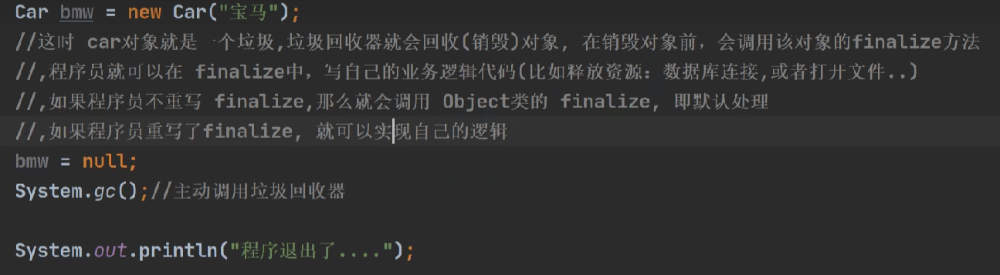 Car bmw = new Car("宝马");
//这时 car对象就是一个垃圾,垃圾回收器就会回收(销毁)对象, 在销毁对象前，会调用该对象的finalize方法
//,程序员就可以在 finalize中，写自己的业务逻辑代码(比如释放资源：数据库连接,或者打开文件..)
//,如果程序员不重写 finalize,那么就会调用 Object类的 finalize, 即默认处理
//,如果程序员重写了finalize, 就可以实现自己的逻辑
bmw = null;
System.gc();//主动调用垃圾回收器
System.out.println("程序退出了....");